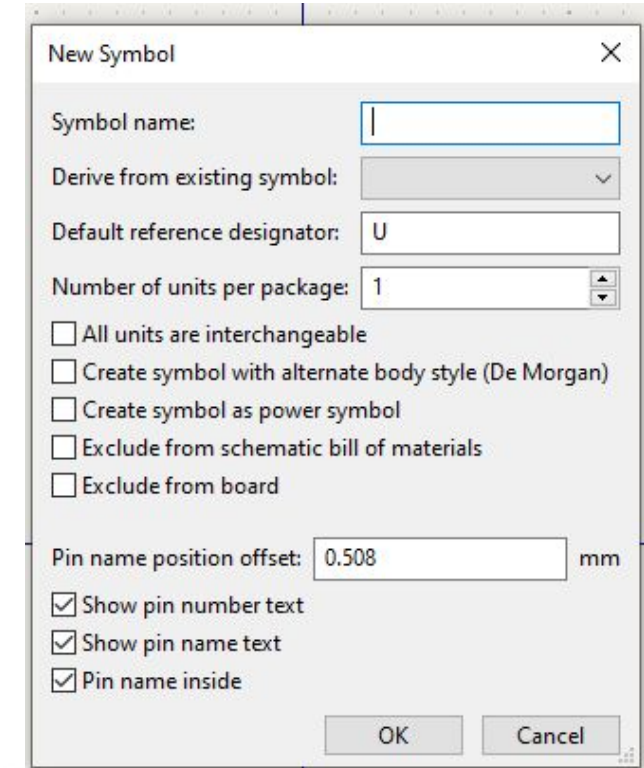 New Symbol
Symbol name:
Derive from existing symbol:
Default reference designator: U
Number of units per package: 1
All units are interchangeable
Create symbol with alternate body style (De Morgan)
Create symbol as power symbol
Exclude from schematic bill of materials
Exclude from board
Pin name position offset: 0.508 mm
Show pin number text
Show pin name text
Pin name inside
OK Cancel